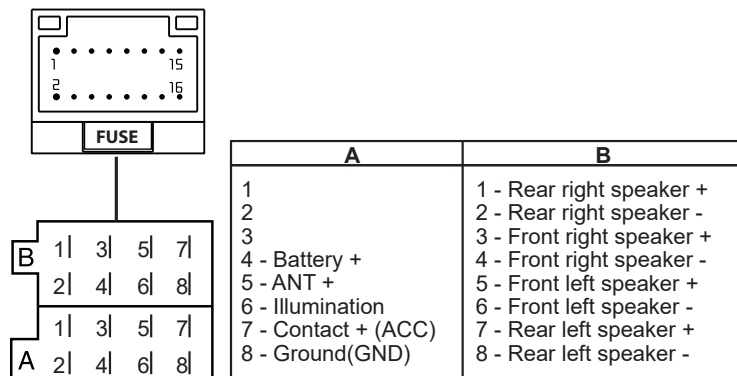 1 15
2 16
FUSE
B 1 3 5 7
2 4 6 8
A 1 3 5 7
2 4 6 8
A B
1 1 - Rear right speaker +
2 2 - Rear right speaker -
3 3 - Front right speaker +
4 - Battery + 4 - Front right speaker -
5 - ANT + 5 - Front left speaker +
6 - Illumination 6 - Front left speaker -
7 - Contact + (ACC) 7 - Rear left speaker +
8 - Ground(GND) 8 - Rear left speaker -